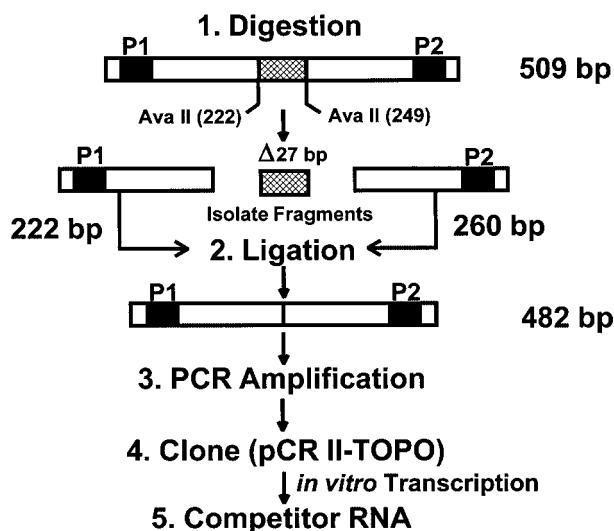 1. Digestion
P1
P2
509 bp
Ava II (222)
Ava II (249)
Δ27 bp
P1
P2
Isolate Fragments
222 bp
260 bp
2. Ligation
P1
P2
482 bp
3. PCR Amplification
4. Clone (pCR II-TOPO)
in vitro Transcription
5. Competitor RNA